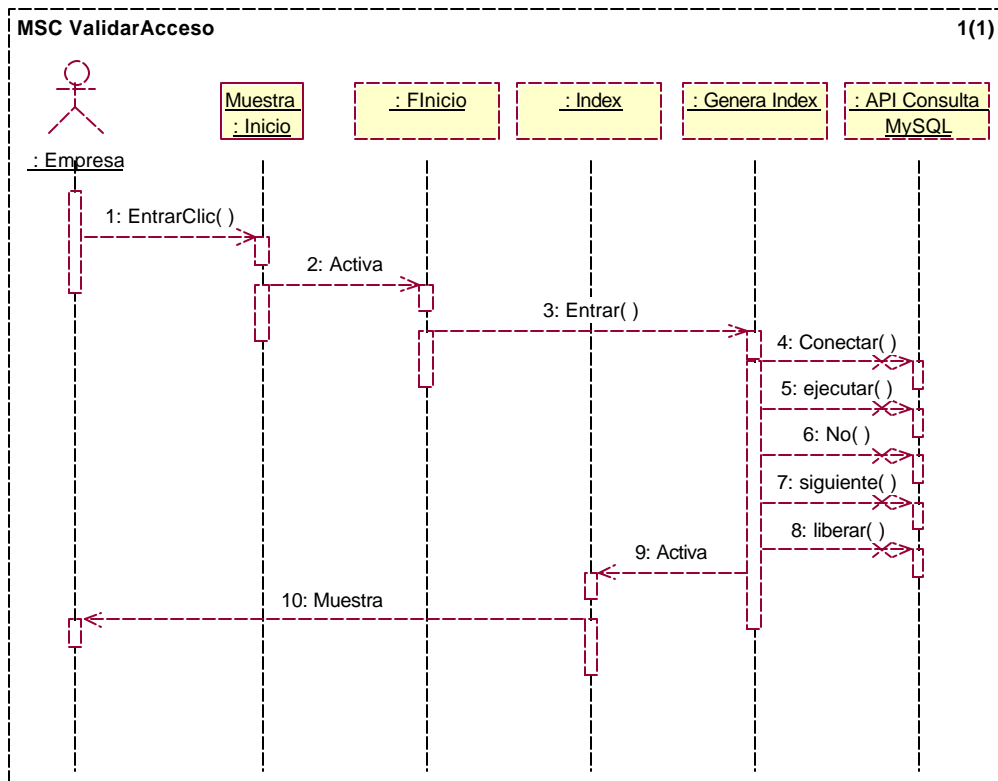 MSC ValidarAcceso
1(1)
: Empresa
Muestra
: Inicio
: FInicio
: Index
: Genera Index
: API Consulta
MySQL
1: EntrarClic( )
2: Activa
3: Entrar( )
4: Conectar( )
5: ejecutar( )
6: No( )
7: siguiente( )
8: liberar( )
9: Activa
10: Muestra